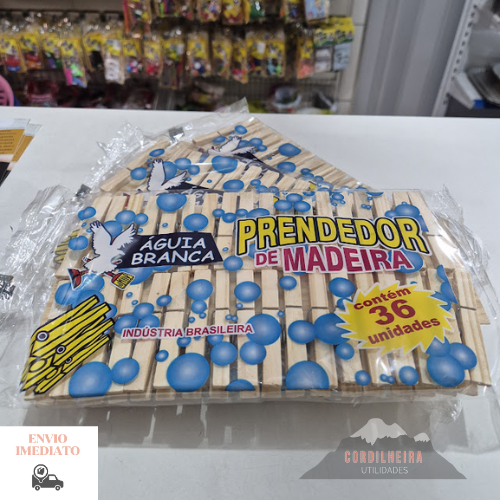 ÁGUIA
BRANCA
PRENDEDOR
DE MADEIRA
contém
36
unidades
INDÚSTRIA BRASILEIRA
ENVIO
IMEDIATO
CORDILHEIRA
UTILIDADES